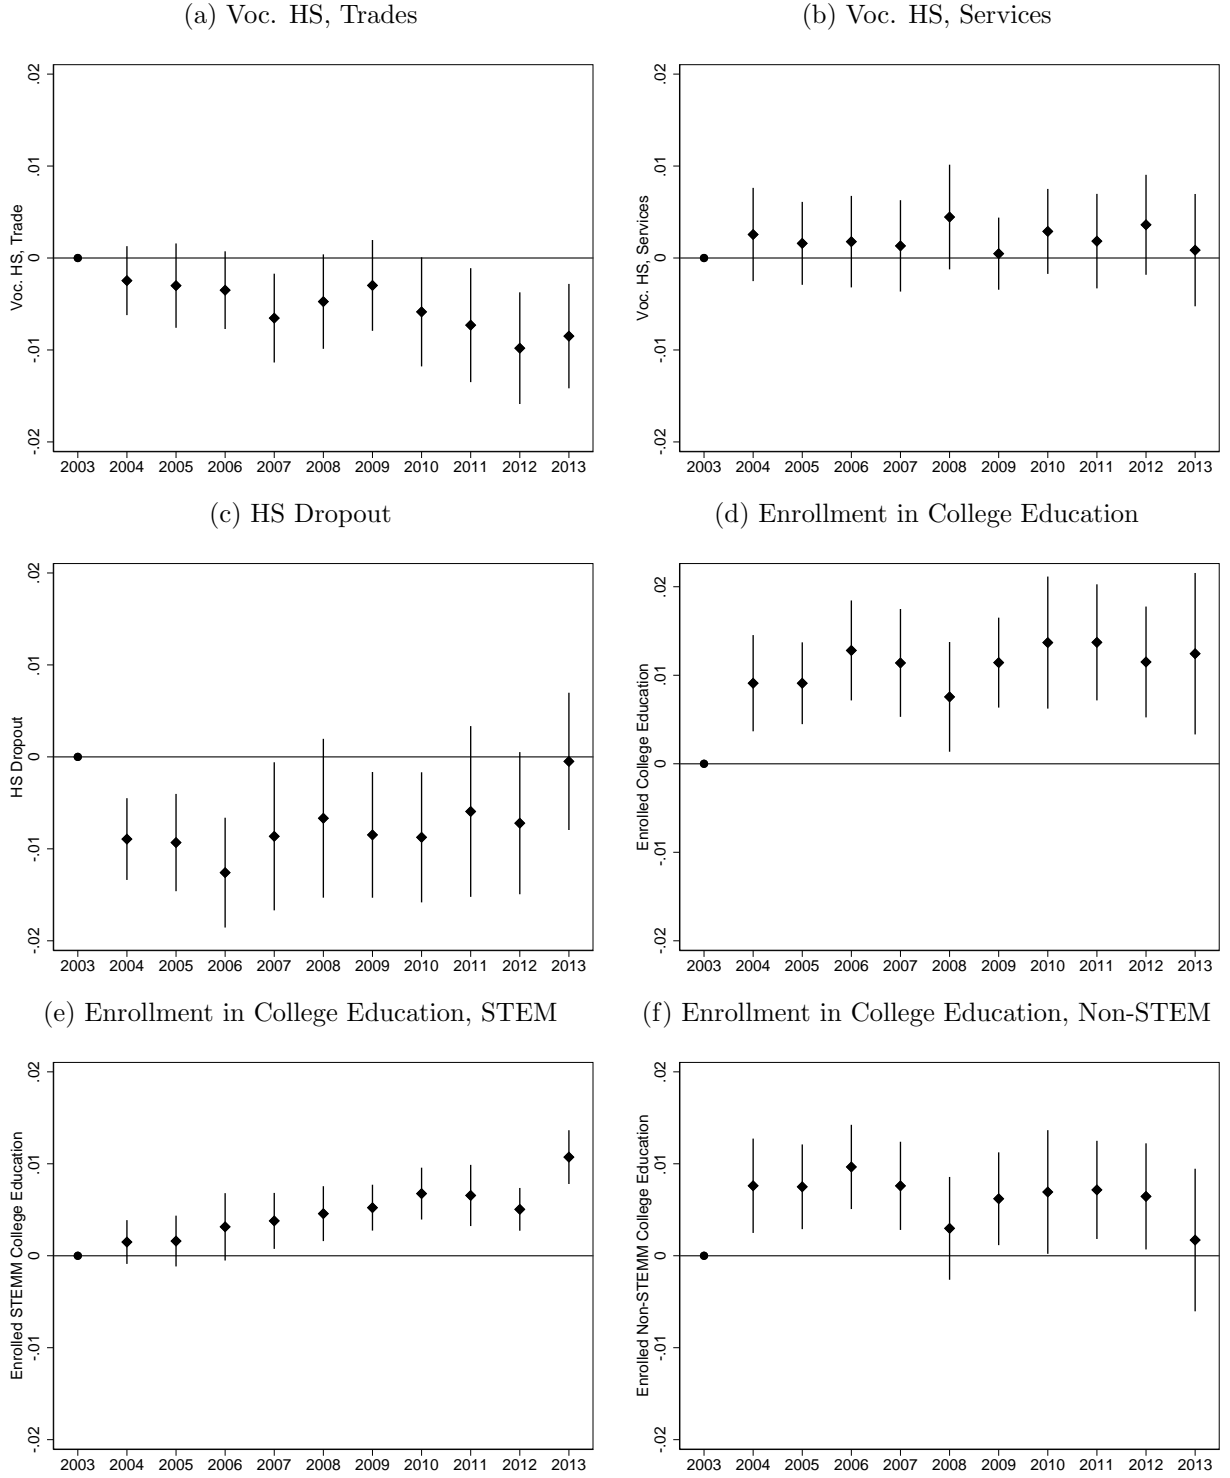 (a) Voc. HS, Trades
Voc. HS, Trade
.02
.01
0
-.01
-.02
2003 2004 2005 2006 2007 2008 2009 2010 2011 2012 2013
(b) Voc. HS, Services
Voc. HS, Services
.02
.01
0
-.01
-.02
2003 2004 2005 2006 2007 2008 2009 2010 2011 2012 2013
(c) HS Dropout
HS Dropout
.02
.01
0
-.01
-.02
2003 2004 2005 2006 2007 2008 2009 2010 2011 2012 2013
(d) Enrollment in College Education
Enrolled College Education
.02
.01
0
-.01
-.02
2003 2004 2005 2006 2007 2008 2009 2010 2011 2012 2013
(e) Enrollment in College Education, STEM
Enrolled STEMM College Education
.02
.01
0
-.01
-.02
2003 2004 2005 2006 2007 2008 2009 2010 2011 2012 2013
(f) Enrollment in College Education, Non-STEM
Enrolled Non-STEMM College Education
.02
.01
0
-.01
-.02
2003 2004 2005 2006 2007 2008 2009 2010 2011 2012 2013